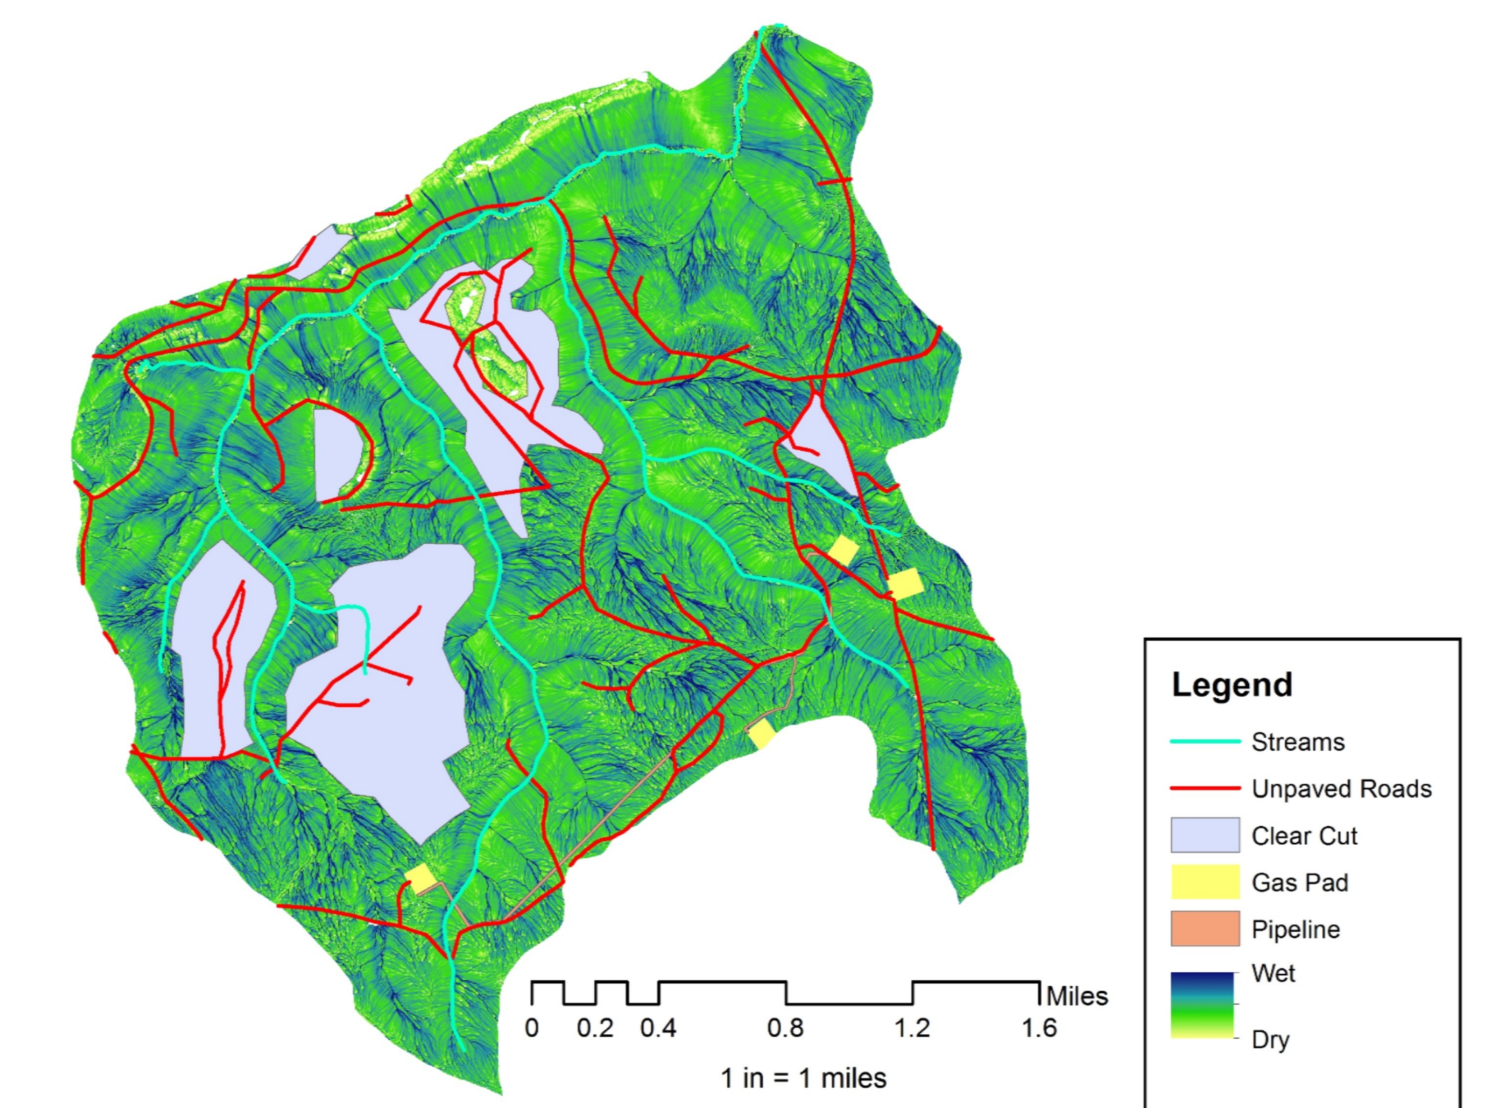 Legend
Streams
Unpaved Roads
Clear Cut
Gas Pad
Pipeline
Wet
Dry
Miles
0 0.2 0.4 0.8 1.2 1.6
1 in = 1 miles